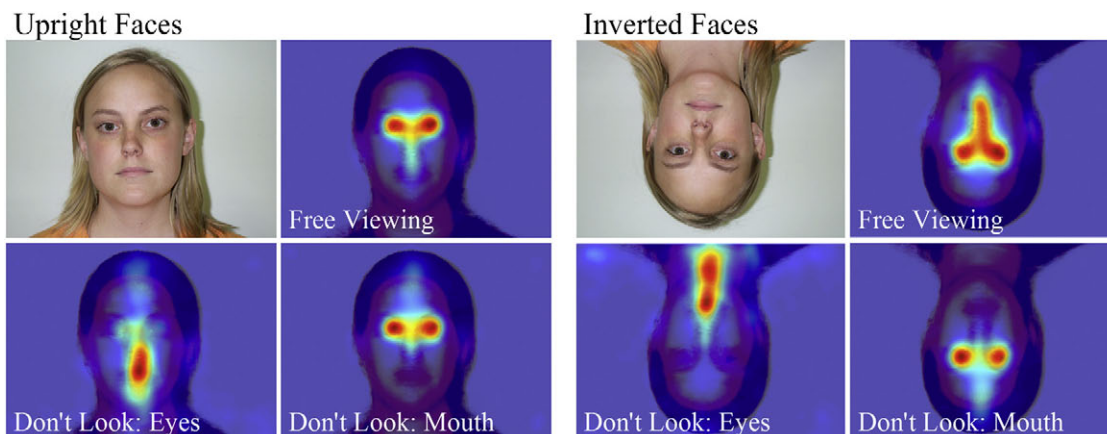 Upright Faces
Inverted Faces
Free Viewing
Free Viewing
Don't Look: Eyes
Don't Look: Mouth
Don't Look: Eyes
Don't Look: Mouth